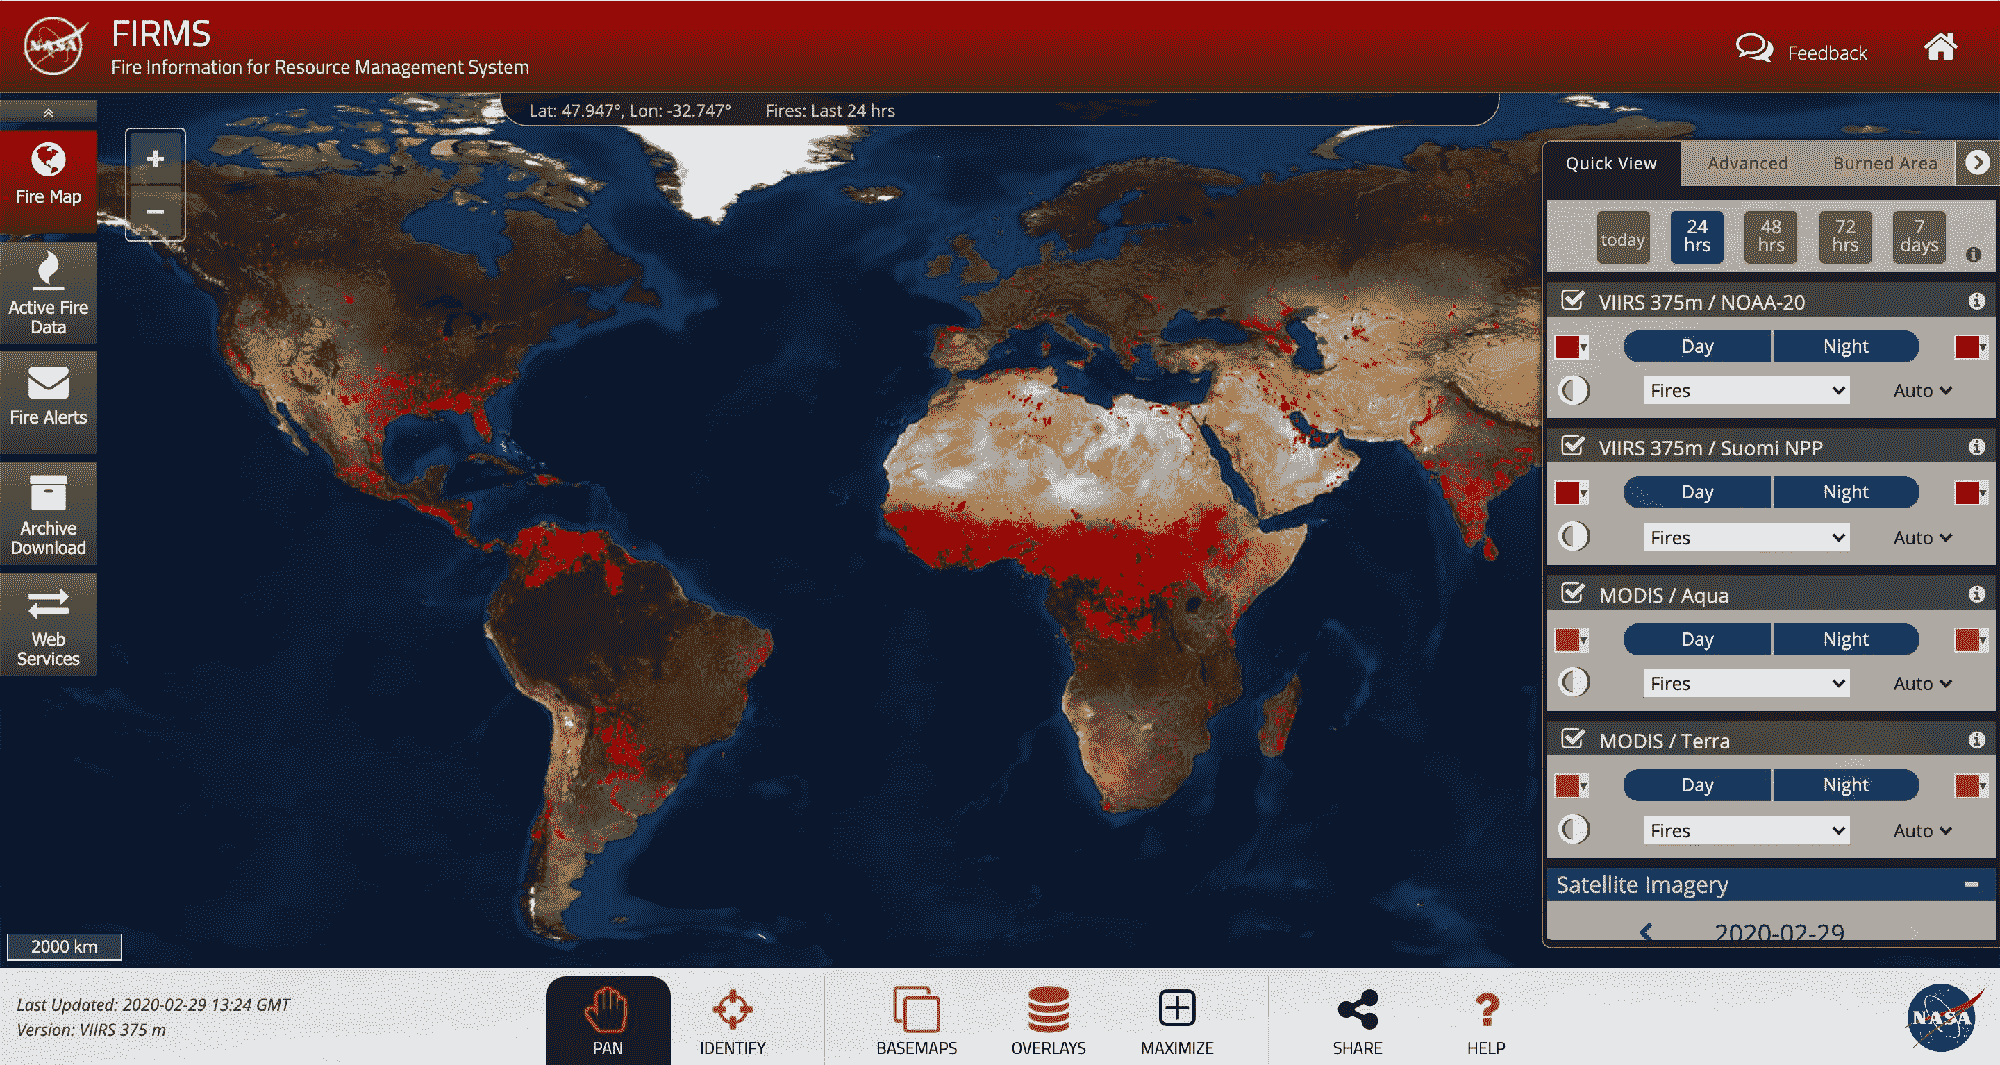 NASA
FIRMS
Fire Information for Resource Management System
Feedback
Lat: 47.947°, Lon: -32.747° Fires: Last 24 hrs
Fire Map
Active Fire
Data
Fire Alerts
Archive
Download
Web
Services
+
−
Quick View Advanced Burned Area
today
24
hrs
48
hrs
72
hrs
7
days
VIIRS 375m / NOAA-20
Day Night
Fires Auto
VIIRS 375m / Suomi NPP
Day Night
Fires Auto
MODIS / Aqua
Day Night
Fires Auto
MODIS / Terra
Day Night
Fires Auto
Satellite Imagery
2020-02-29
2000 km
Last Updated: 2020-02-29 13:24 GMT
Version: VIIRS 375 m
PAN
IDENTIFY
BASEMAPS
OVERLAYS
MAXIMIZE
SHARE
HELP
NASA